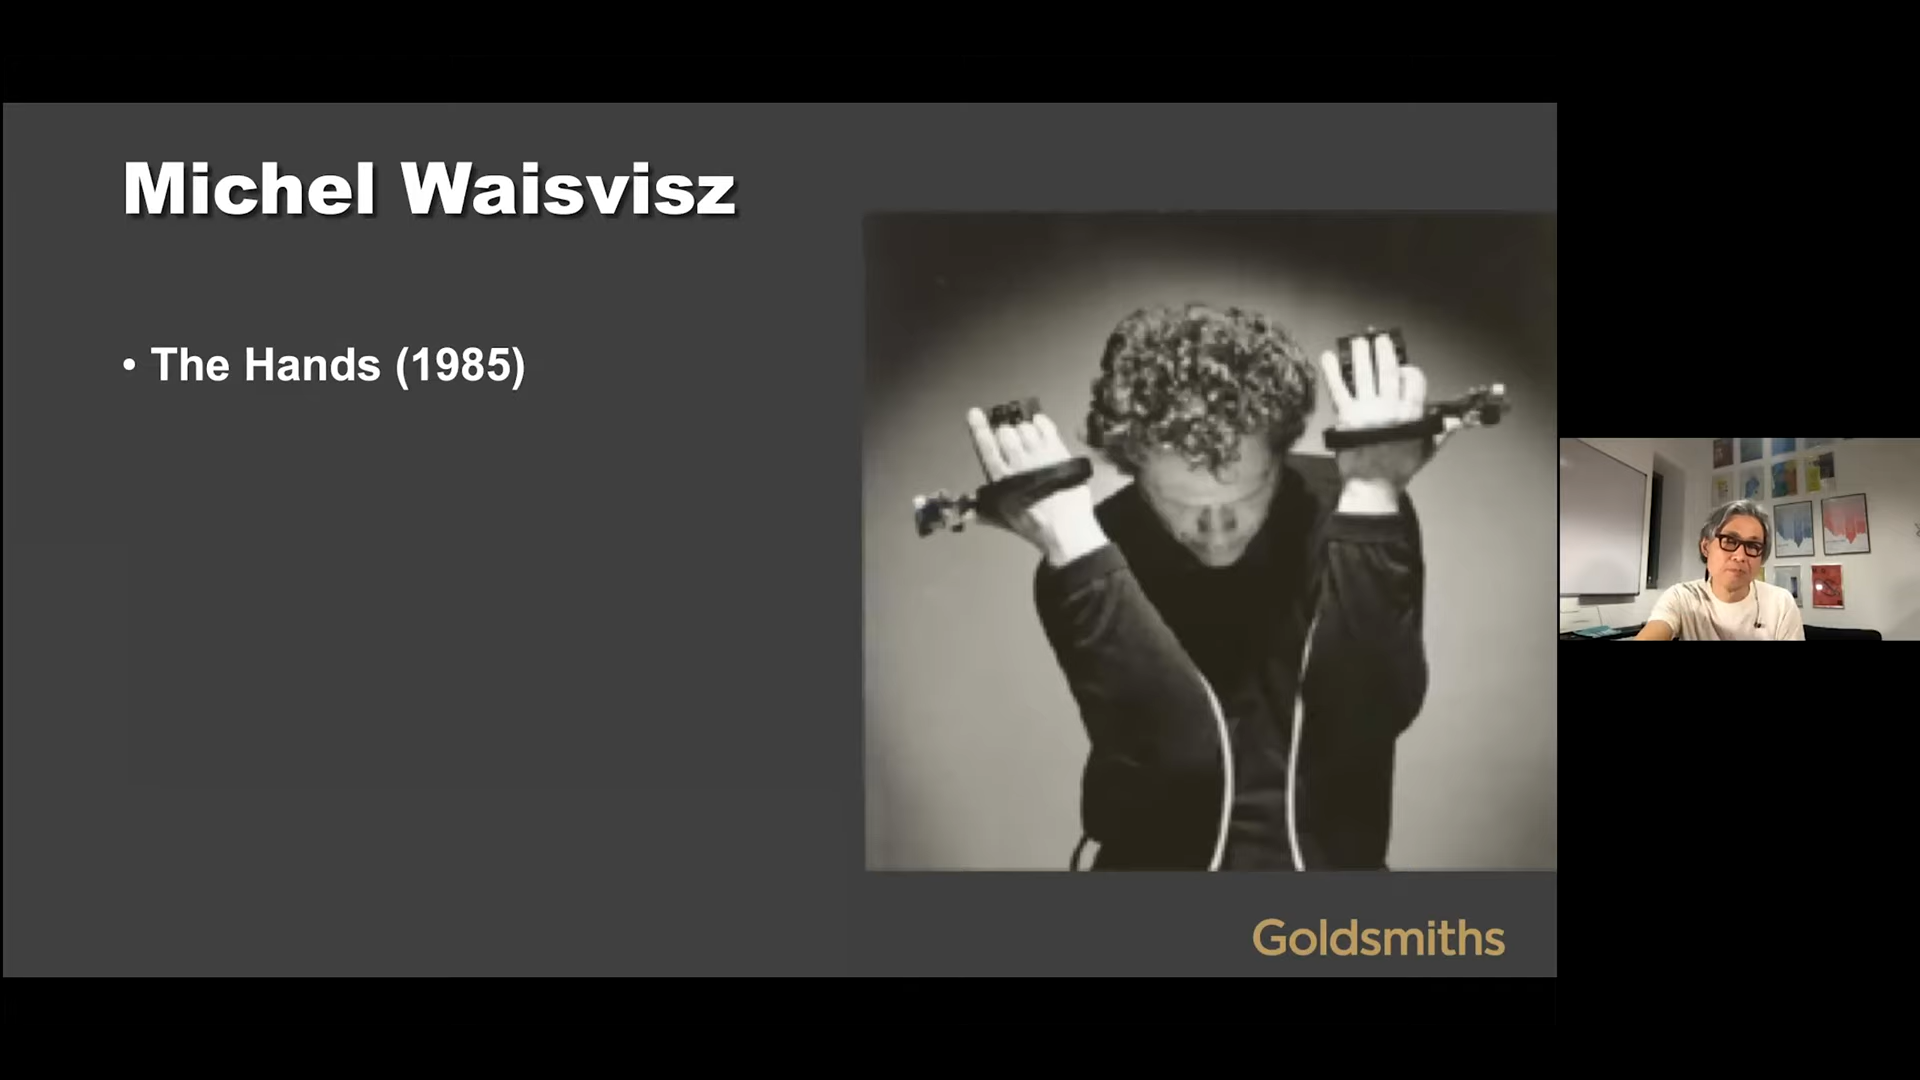 Michel Waisvisz
• The Hands (1985)
Goldsmiths